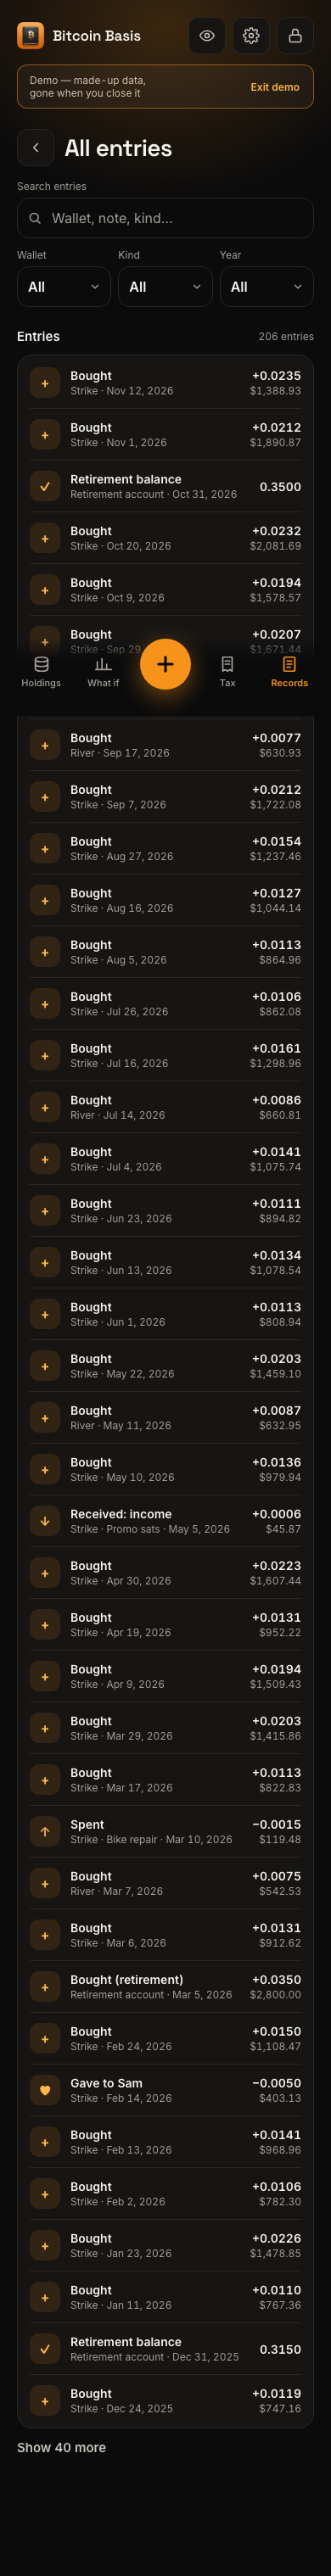 Bitcoin Basis
Demo — made-up data,
gone when you close it
Exit demo
All entries
Search entries
Wallet, note, kind...
Wallet
Kind
Year
All
All
All
Entries
206 entries
Bought
+0.0235
Strike · Nov 12, 2026
$1,388.93
Bought
+0.0212
Strike · Nov 1, 2026
$1,890.87
Retirement balance
Retirement account · Oct 31, 2026
0.3500
Bought
+0.0232
Strike · Oct 20, 2026
$2,081.69
Bought
+0.0194
Strike · Oct 9, 2026
$1,578.57
Bought
+0.0207
Strike · Sep 29
$1,671.44
Holdings
What if
Tax
Records
Bought
+0.0077
River · Sep 17, 2026
$630.93
Bought
+0.0212
Strike · Sep 7, 2026
$1,722.08
Bought
+0.0154
Strike · Aug 27, 2026
$1,237.46
Bought
+0.0127
Strike · Aug 16, 2026
$1,044.14
Bought
+0.0113
Strike · Aug 5, 2026
$864.96
Bought
+0.0106
Strike · Jul 26, 2026
$862.08
Bought
+0.0161
Strike · Jul 16, 2026
$1,298.96
Bought
+0.0086
River · Jul 14, 2026
$660.81
Bought
+0.0141
Strike · Jul 4, 2026
$1,075.74
Bought
+0.0111
Strike · Jun 23, 2026
$894.82
Bought
+0.0134
Strike · Jun 13, 2026
$1,078.54
Bought
+0.0113
Strike · Jun 1, 2026
$808.94
Bought
+0.0203
Strike · May 22, 2026
$1,459.10
Bought
+0.0087
River · May 11, 2026
$632.95
Bought
+0.0136
Strike · May 10, 2026
$979.94
Received: income
+0.0006
Strike · Promo sats · May 5, 2026
$45.87
Bought
+0.0223
Strike · Apr 30, 2026
$1,607.44
Bought
+0.0131
Strike · Apr 19, 2026
$952.22
Bought
+0.0194
Strike · Apr 9, 2026
$1,509.43
Bought
+0.0203
Strike · Mar 29, 2026
$1,415.86
Bought
+0.0113
Strike · Mar 17, 2026
$822.83
Spent
−0.0015
Strike · Bike repair · Mar 10, 2026
$119.48
Bought
+0.0075
River · Mar 7, 2026
$542.53
Bought
+0.0131
Strike · Mar 6, 2026
$912.62
Bought (retirement)
+0.0350
Retirement account · Mar 5, 2026
$2,800.00
Bought
+0.0150
Strike · Feb 24, 2026
$1,108.47
Gave to Sam
−0.0050
Strike · Feb 14, 2026
$403.13
Bought
+0.0141
Strike · Feb 13, 2026
$968.96
Bought
+0.0106
Strike · Feb 2, 2026
$782.30
Bought
+0.0226
Strike · Jan 23, 2026
$1,478.85
Bought
+0.0110
Strike · Jan 11, 2026
$767.36
Retirement balance
Retirement account · Dec 31, 2025
0.3150
Bought
+0.0119
Strike · Dec 24, 2025
$747.16
Show 40 more